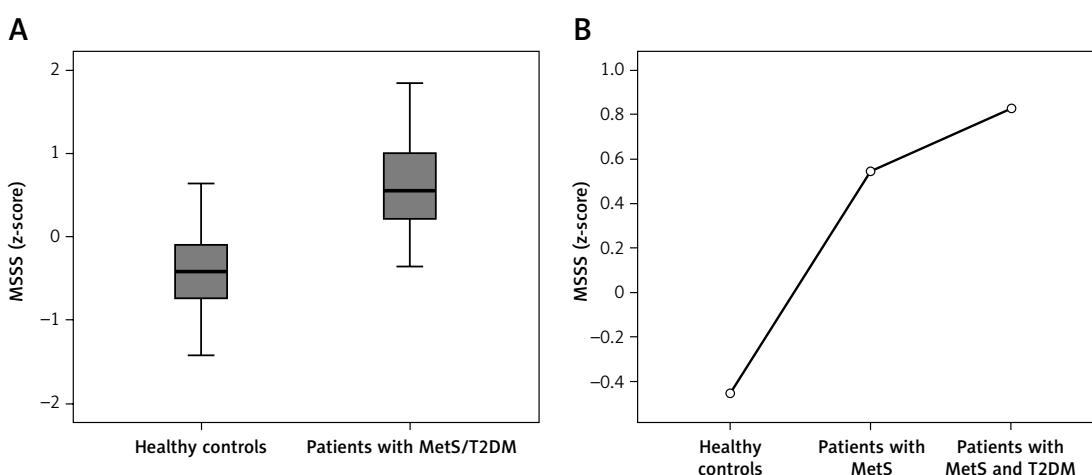 A
MSSS (z-score)
2
1
0
−1
−2
Healthy controls
Patients with MetS/T2DM
B
MSSS (z-score)
1.0
0.8
0.6
0.4
0.2
0
−0.2
−0.4
Healthy
controls
Patients with
MetS
Patients with
MetS and T2DM